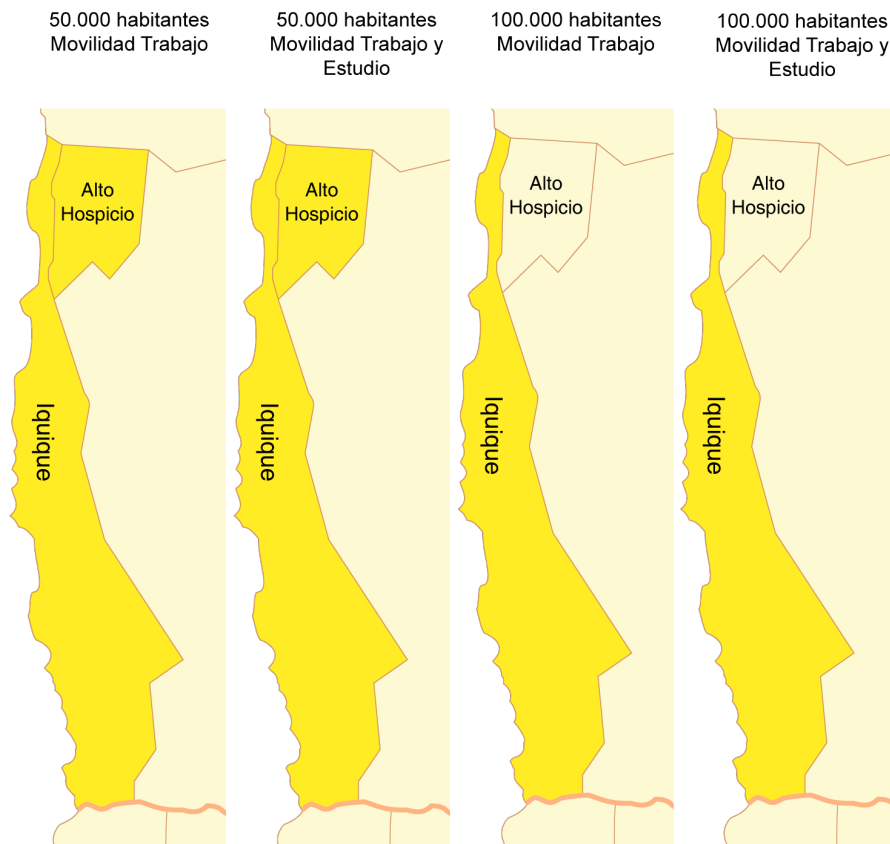 50.000 habitantes
Movilidad Trabajo
50.000 habitantes
Movilidad Trabajo y
Estudio
100.000 habitantes
Movilidad Trabajo
100.000 habitantes
Movilidad Trabajo y
Estudio
Alto
Hospicio
Iquique
Alto
Hospicio
Iquique
Alto
Hospicio
Iquique
Alto
Hospicio
Iquique